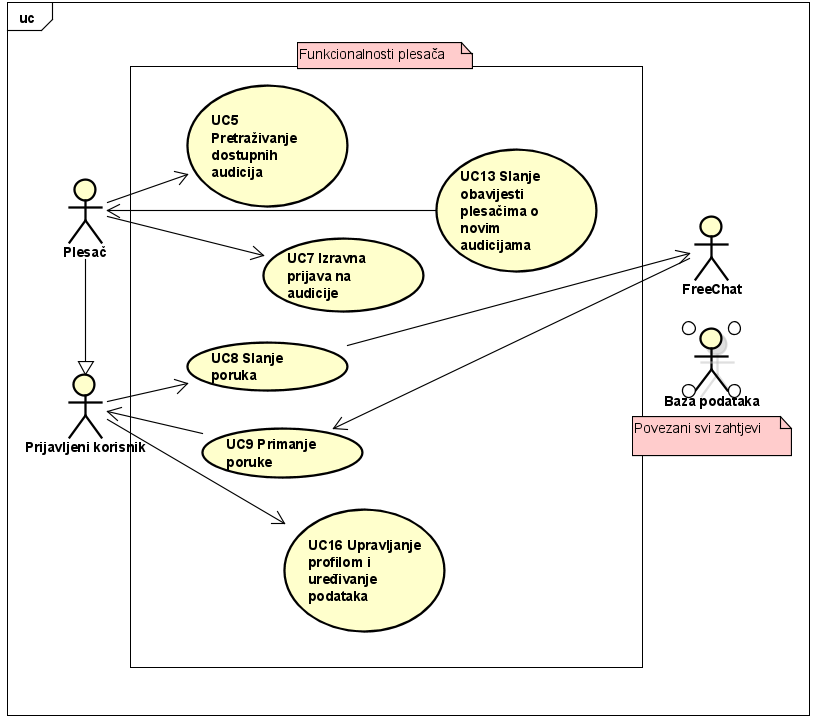 uc
Funkcionalnosti plesača
UC5
Pretraživanje
dostupnih
audicija
UC13 Slanje
obavijesti
plesačima o
novim
audicijama
Plesač
UC7 Izravna
prijava na
audicije
FreeChat
UC8 Slanje
poruka
Baza podataka
Povezani svi zahtjevi
Prijavljeni korisnik
UC9 Primanje
poruke
UC16 Upravljanje
profilom i
uređivanje
podataka